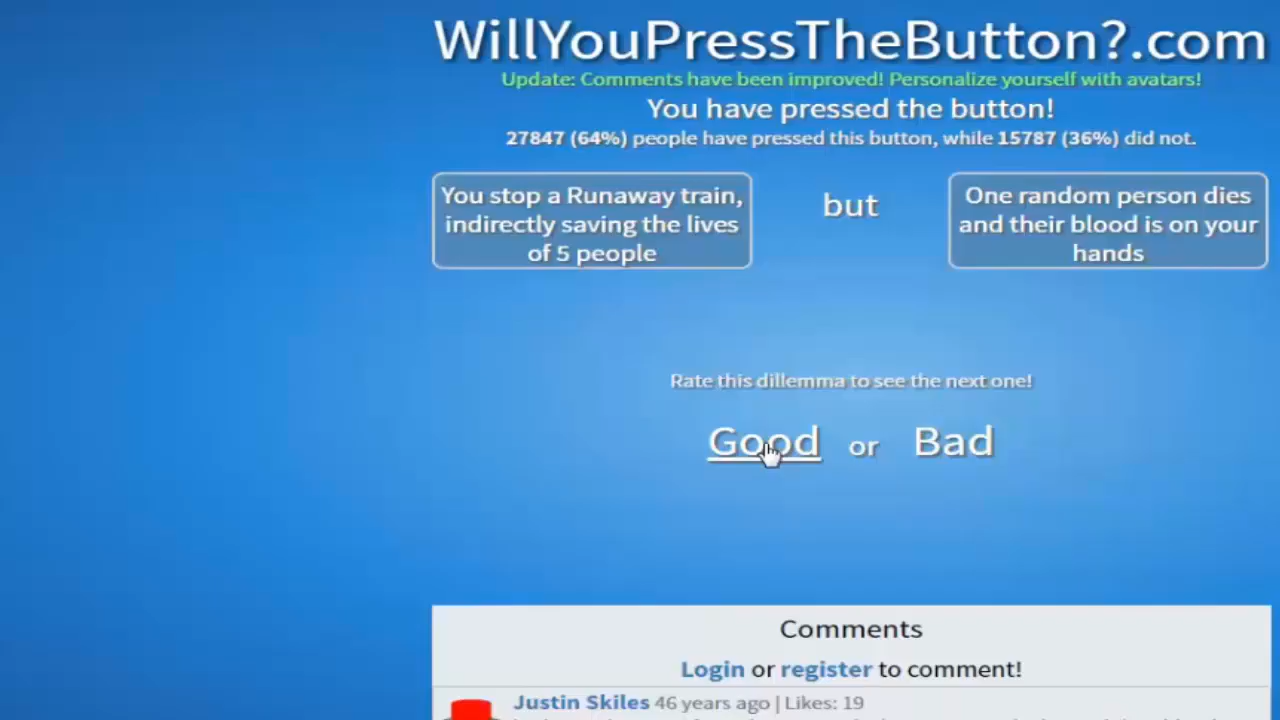 WillYouPressTheButton?.com
Update: Comments have been improved! Personalize yourself with avatars!
You have pressed the button!
27847 (64%) people have pressed this button, while 15787 (36%) did not.
You stop a Runaway train,
indirectly saving the lives
of 5 people
but
One random person dies
and their blood is on your
hands
Rate this dillemma to see the next one!
Good or Bad
Comments
Login or register to comment!
Justin Skiles 46 years ago | Likes: 19